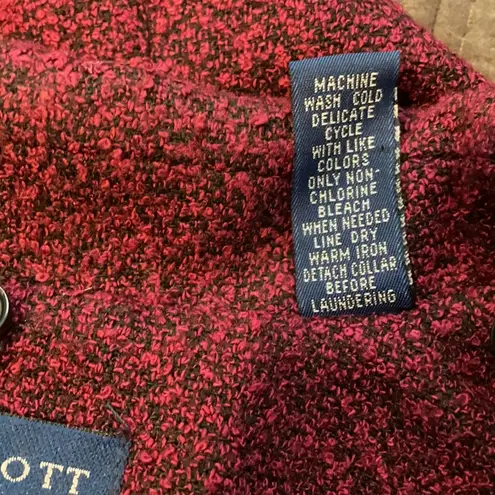 MACHINE
WASH COLD
DELICATE
CYCLE
WITH LIKE
COLORS
ONLY NON-
CHLORINE
BLEACH
WHEN NEEDED
LINE DRY
WARM IRON
DETACH COLLAR
BEFORE
LAUNDERING
OTT